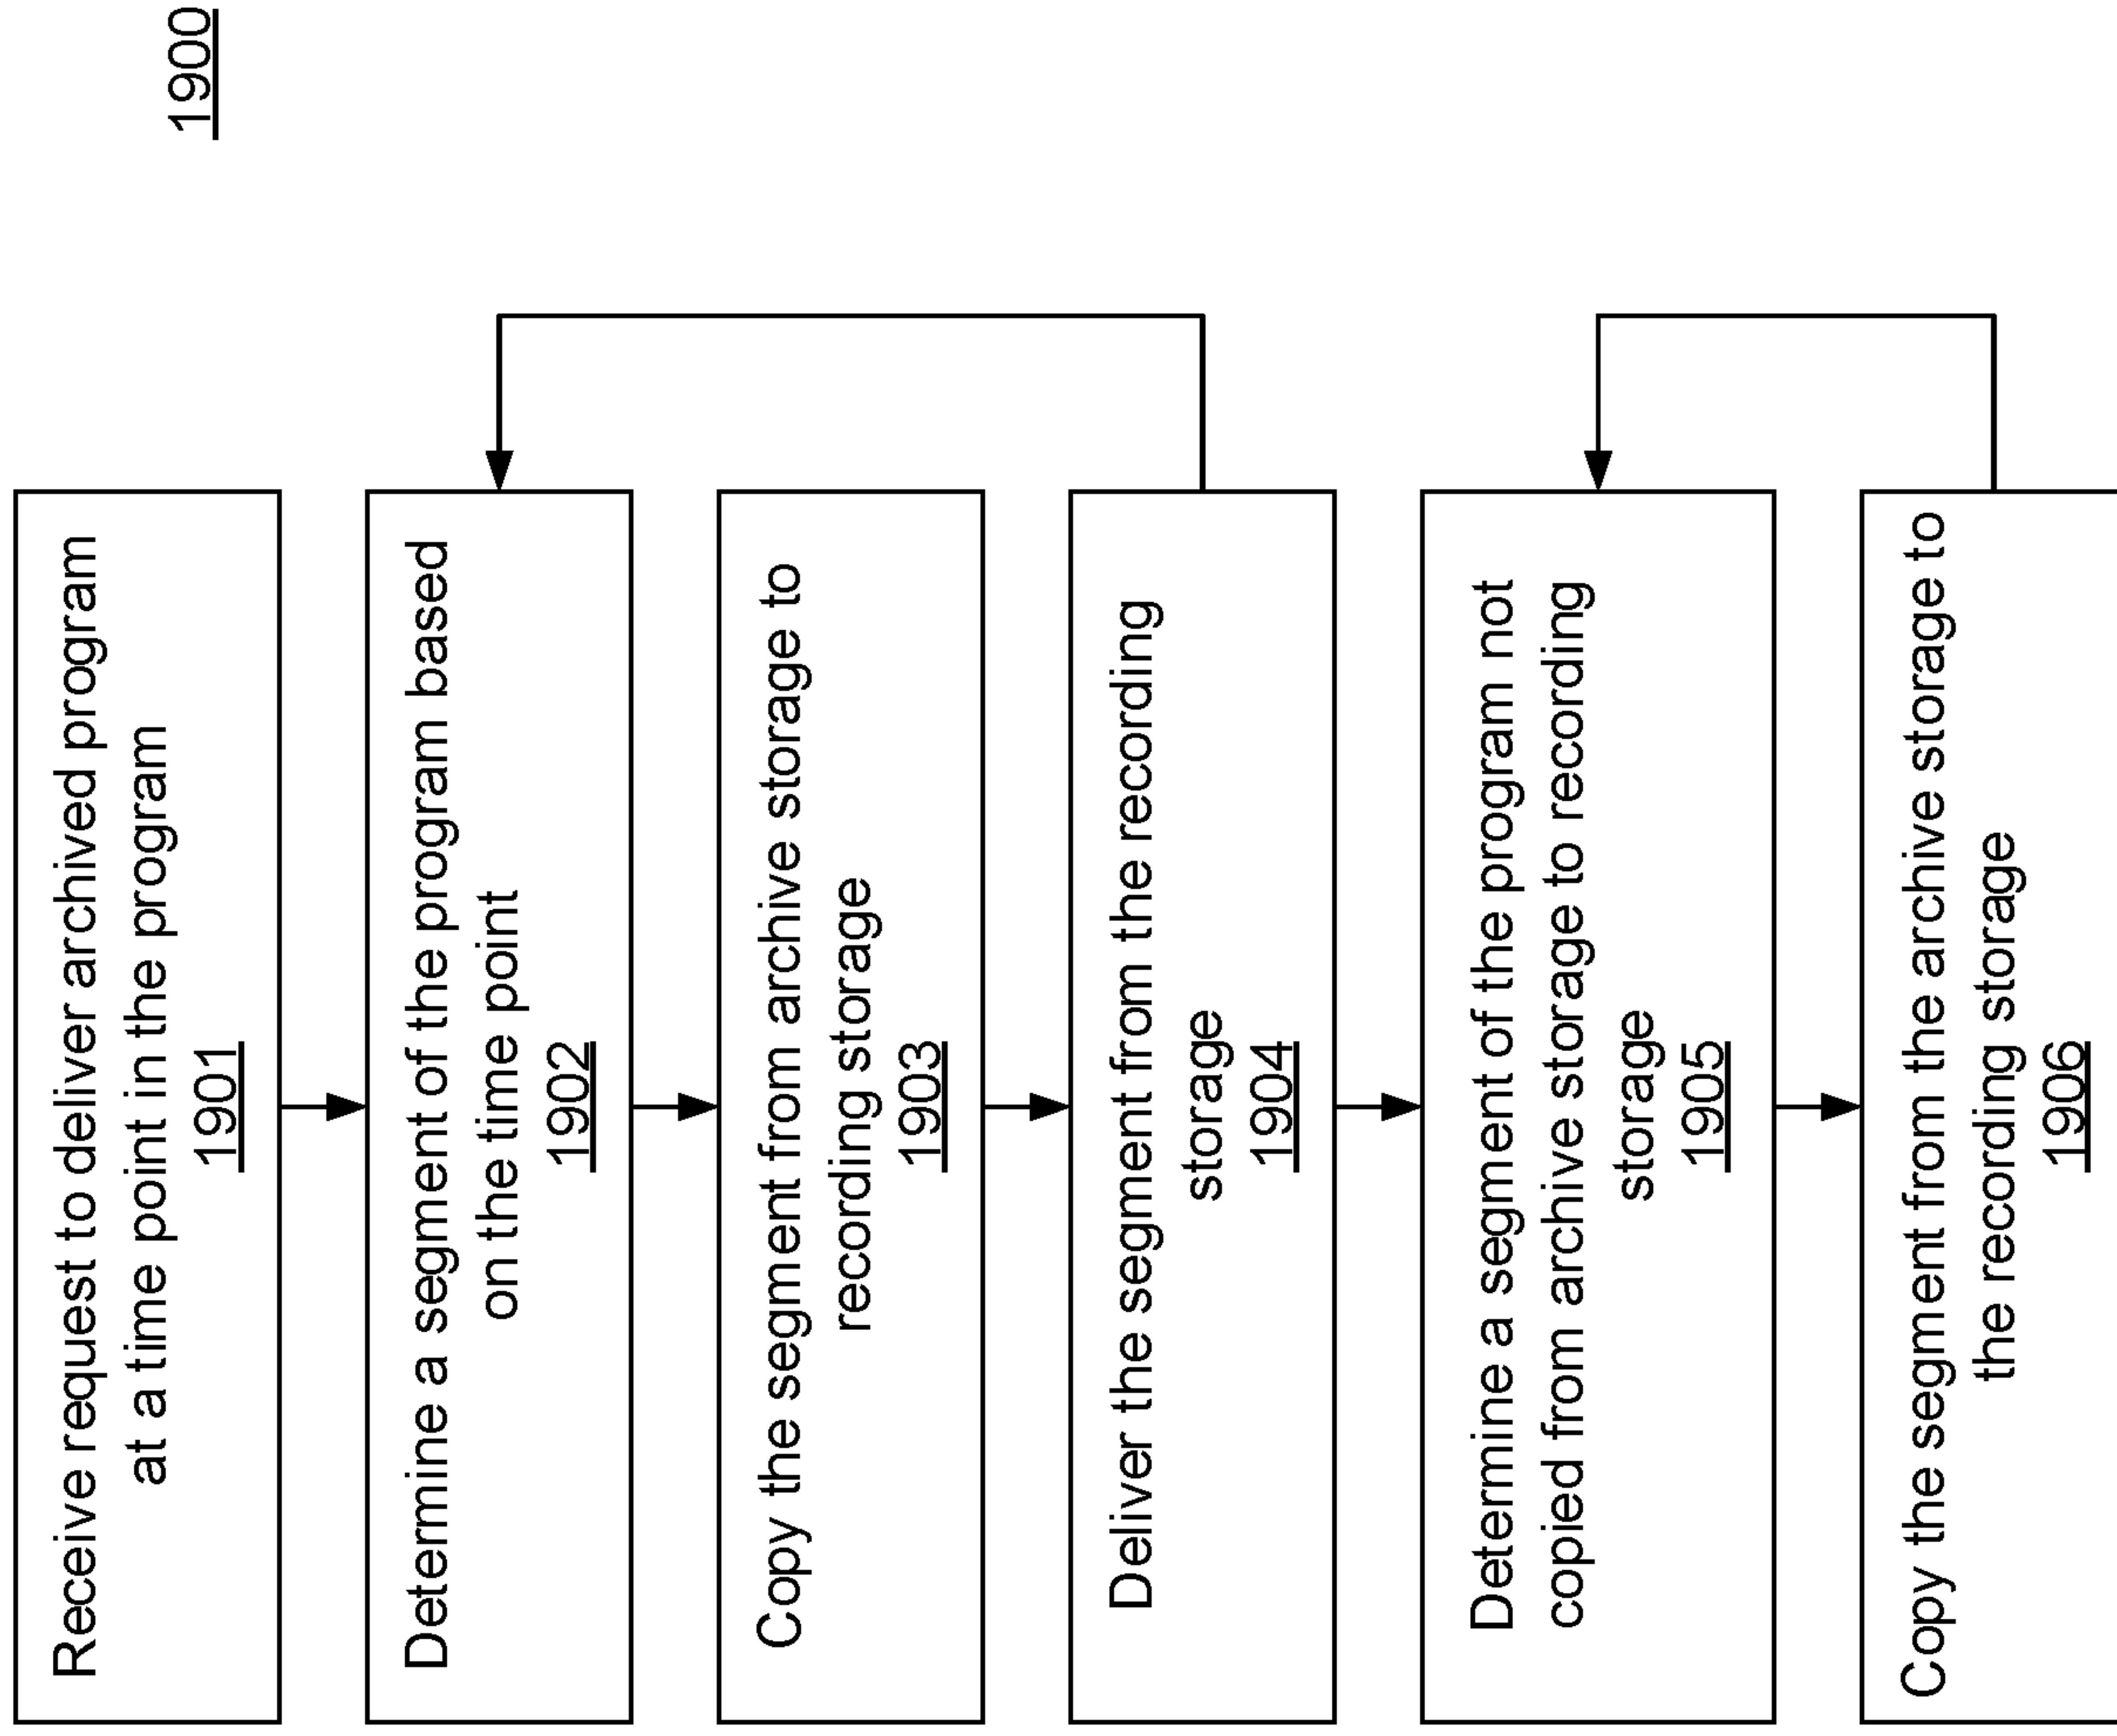 1900
Receive request to deliver archived program
at a time point in the program
1901
Determine a segment of the program based
on the time point
1902
Copy the segment from archive storage to
recording storage
1903
Deliver the segment from the recording
storage
1904
Determine a segment of the program not
copied from archive storage to recording
storage
1905
Copy the segment from the archive storage to
the recording storage
1906